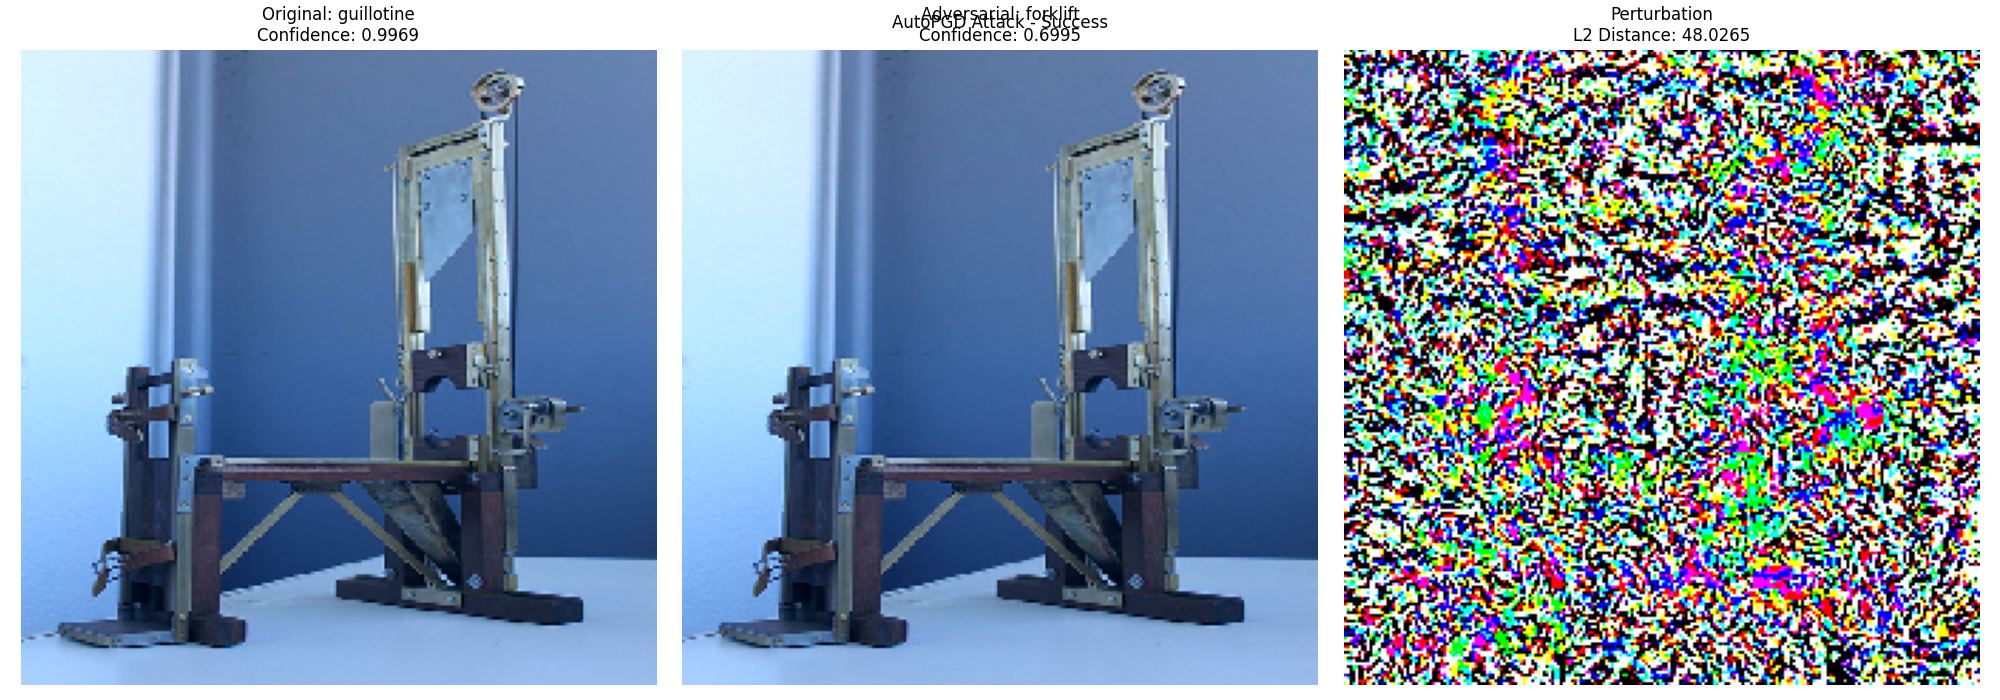 Original: guillotine
Confidence: 0.9969
Adversarial: forklift
AutoPGD Attack - Success
Confidence: 0.6995
Perturbation
L2 Distance: 48.0265